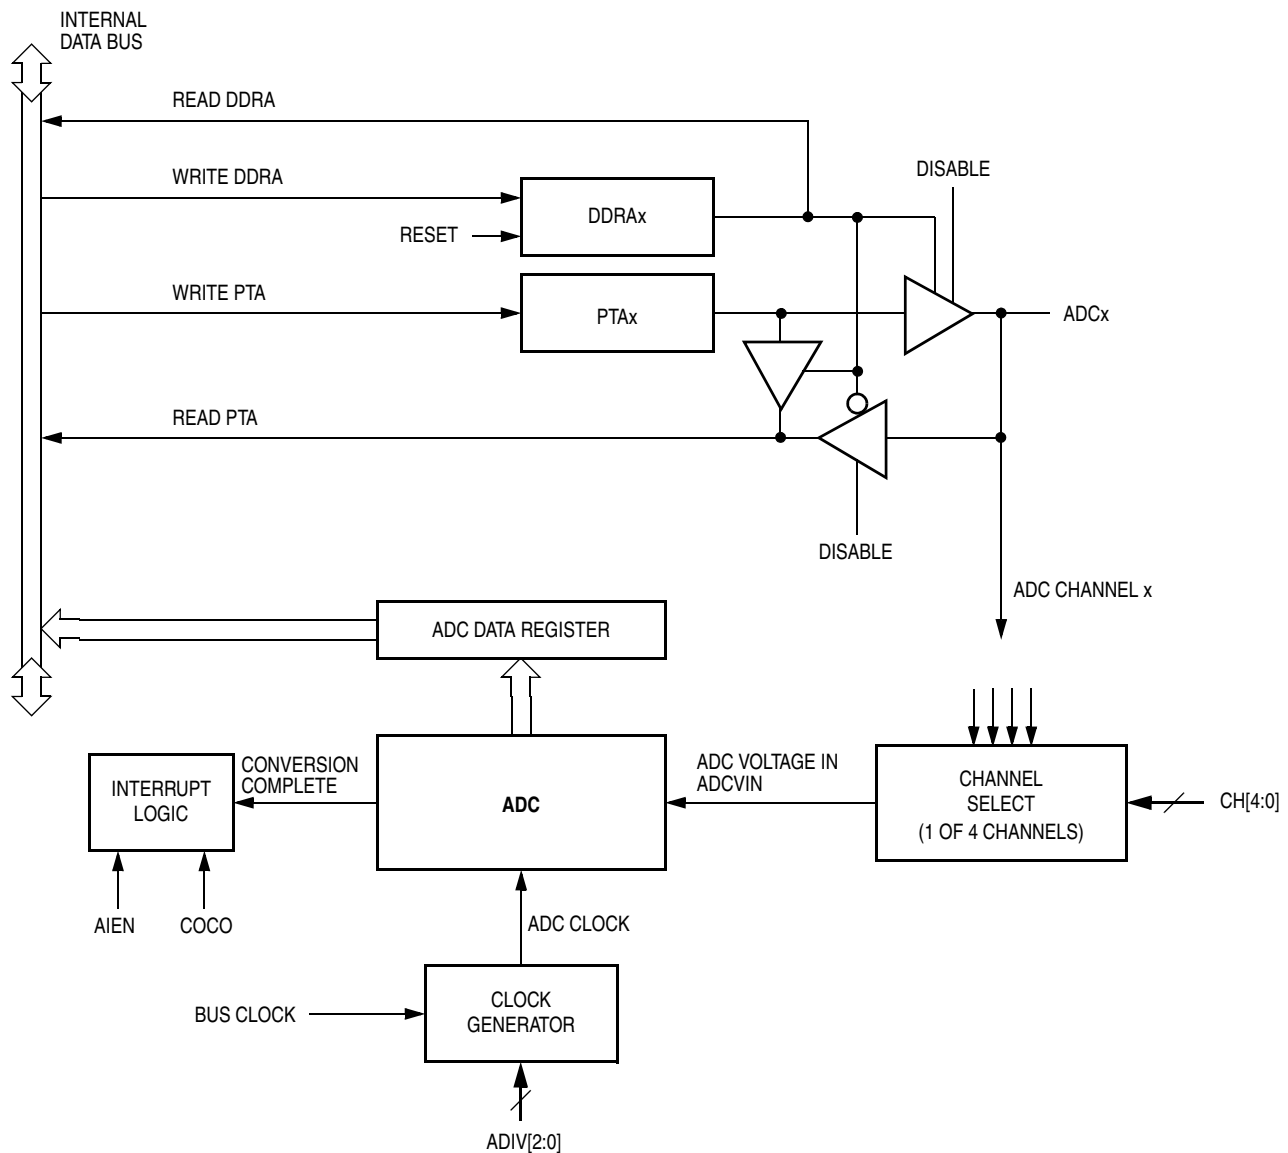 INTERNAL
DATA BUS
READ DDRA
WRITE DDRA
DISABLE
DDRAx
RESET
WRITE PTA
PTAx
ADCx
READ PTA
DISABLE
ADC CHANNEL x
ADC DATA REGISTER
INTERRUPT
LOGIC
CONVERSION
COMPLETE
ADC
ADC VOLTAGE IN
ADCVIN
CHANNEL
SELECT
(1 OF 4 CHANNELS)
CH[4:0]
AIEN
COCO
ADC CLOCK
BUS CLOCK
CLOCK
GENERATOR
ADIV[2:0]